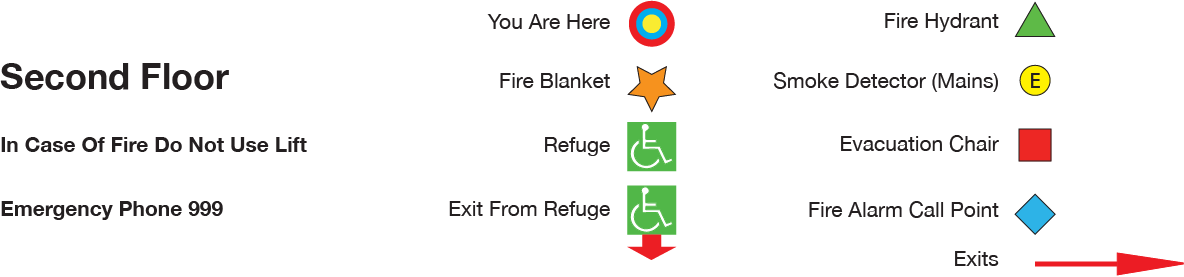 Second Floor
In Case Of Fire Do Not Use Lift
Emergency Phone 999
You Are Here
Fire Blanket
Refuge
Exit From Refuge
Fire Hydrant
Smoke Detector (Mains)
E
Evacuation Chair
Fire Alarm Call Point
Exits